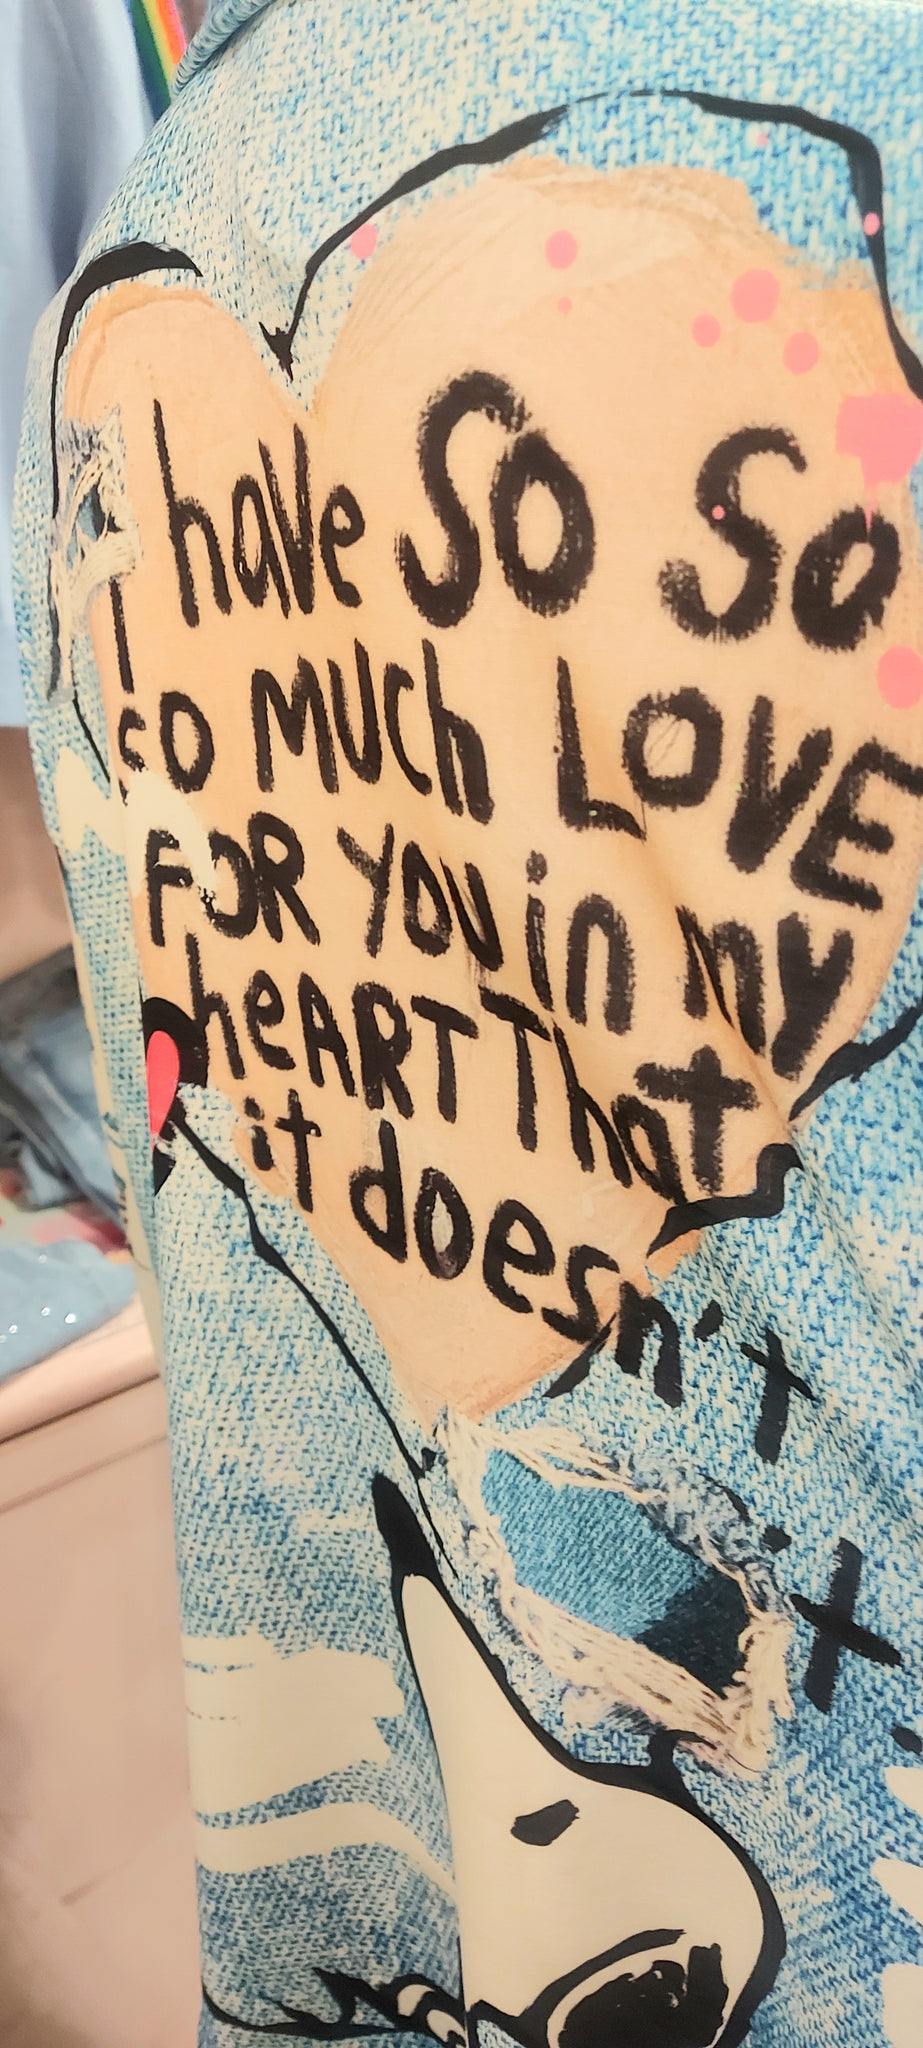 I have SO So
so MUCh LOVE
FOR YOU in my
heART That
it doesn't